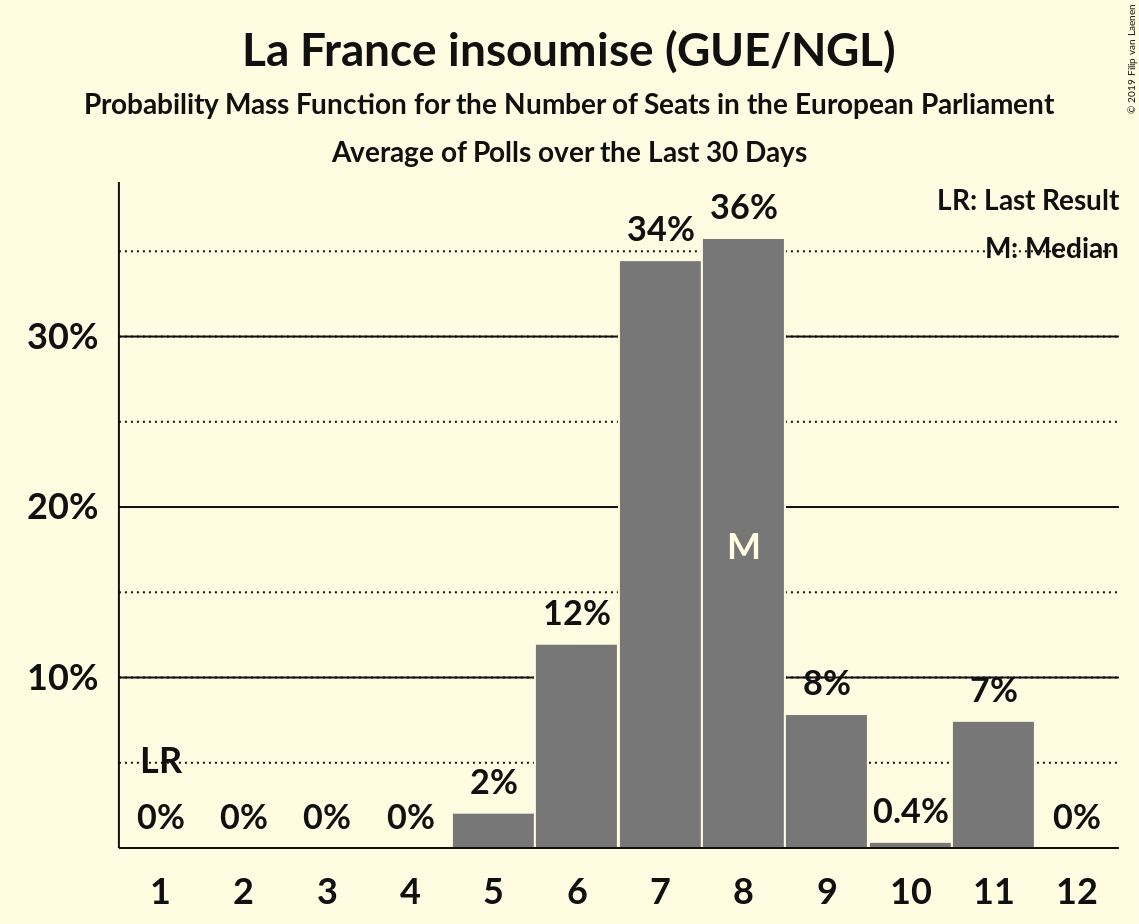 La France insoumise (GUE/NGL)
Probability Mass Function for the Number of Seats in the European Parliament
Average of Polls over the Last 30 Days
© 2019 Filip van Laenen
LR: Last Result
M: Median
30%
20%
10%
LR
0%
0%
0%
0%
2%
12%
34%
36%
M
8%
0.4%
7%
0%
1 2 3 4 5 6 7 8 9 10 11 12